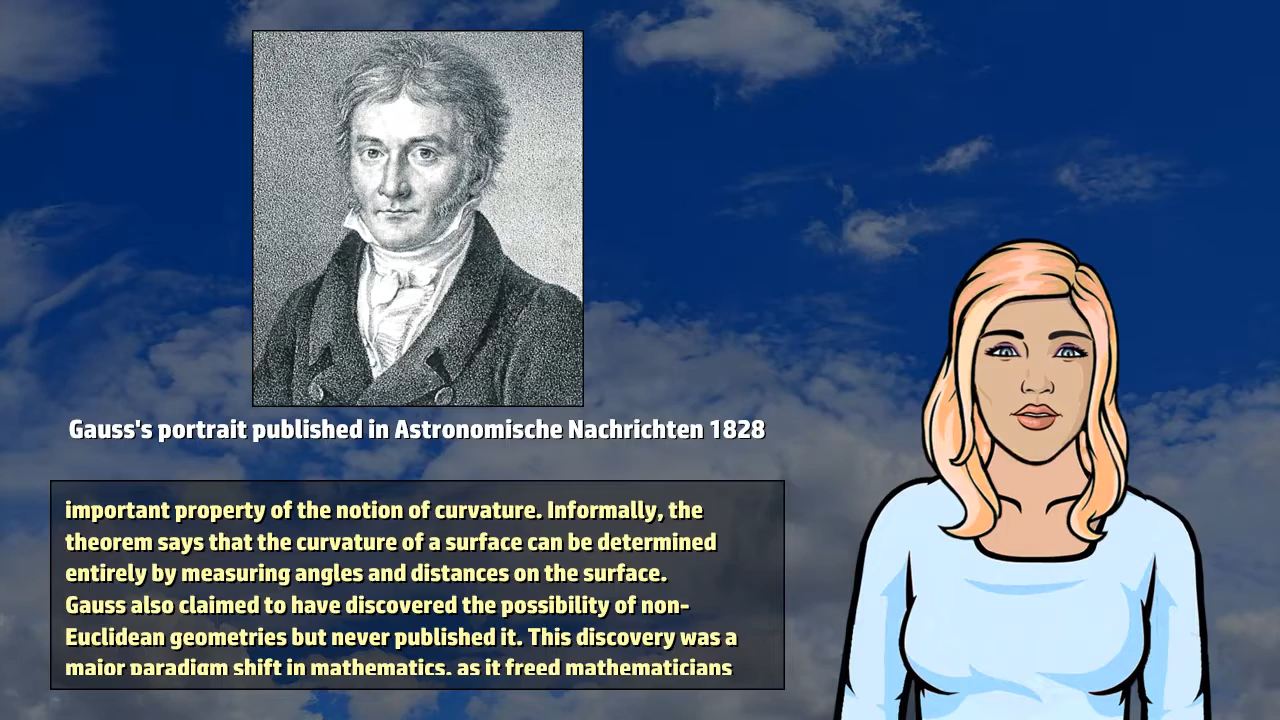 Gauss's portrait published in Astronomische Nachrichten 1828
important property of the notion of curvature. Informally, the
theorem says that the curvature of a surface can be determined
entirely by measuring angles and distances on the surface.
Gauss also claimed to have discovered the possibility of non-
Euclidean geometries but never published it. This discovery was a
major paradigm shift in mathematics, as it freed mathematicians